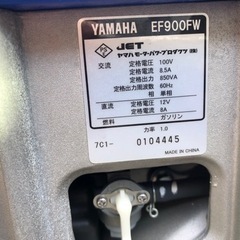 YAMAHA EF900FW
PS
E
JET
ヤマハモーターパワープロダクツ(株)
交流 定格電圧 100V
定格電流 8.5A
定格出力 850VA
定格出力周波数 60Hz
相 単相
直流 定格電圧 12V
定格電流 8A
力率 1.0
燃料 ガソリン
7C1- 0104445
MADE IN CHINA